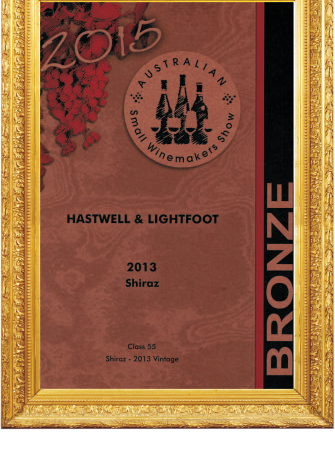 2015
AUSTRALIAN
Small Winemakers Show
HASTWELL & LIGHTFOOT
2013
Shiraz
Class 55
Shiraz - 2013 Vintage
BRONZE